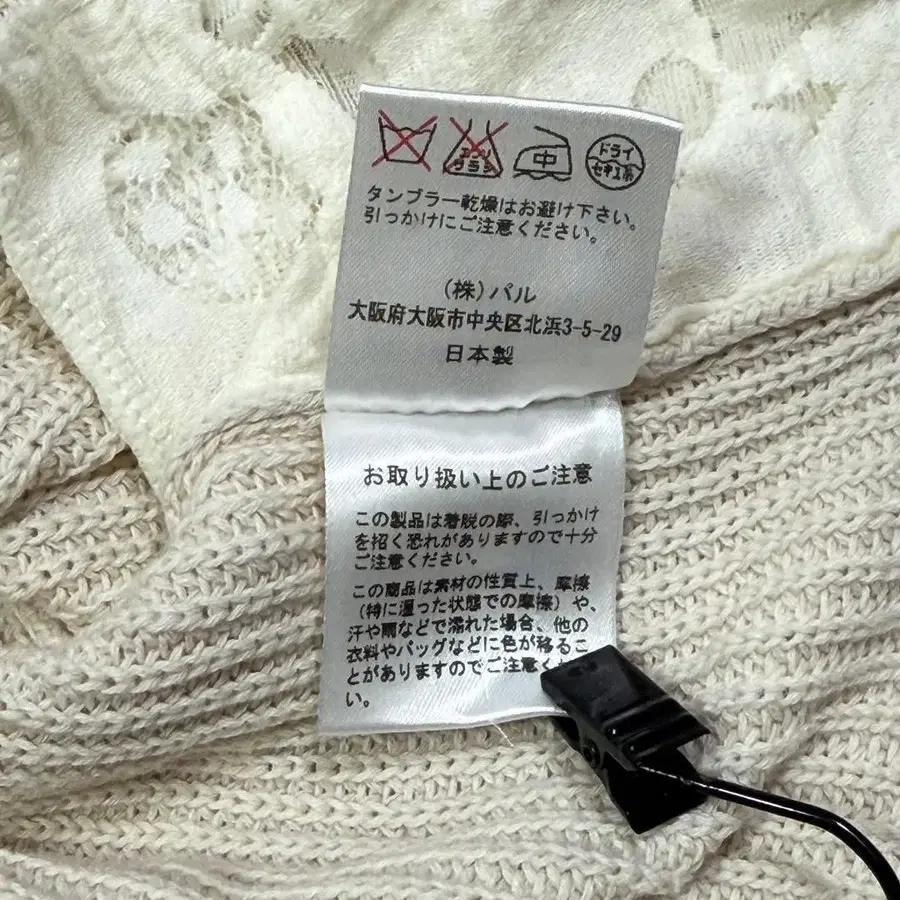 エンソ
サラシ
中
ドライ
セキユ系
タンブラー乾燥はお避け下さい。
引っかけにご注意ください。
(株)パル
大阪府大阪市中央区北浜3-5-29
日本製
お取り扱い上のご注意
この製品は着脱の際、引っかけ
を招く恐れがありますので十分
ご注意ください。
この商品は素材の性質上、摩擦
(特に湿った状態での摩擦)や、
汗や雨などで濡れた場合、他の
衣料やバッグなどに色が移るこ
とがありますのでご注意くだ
い。